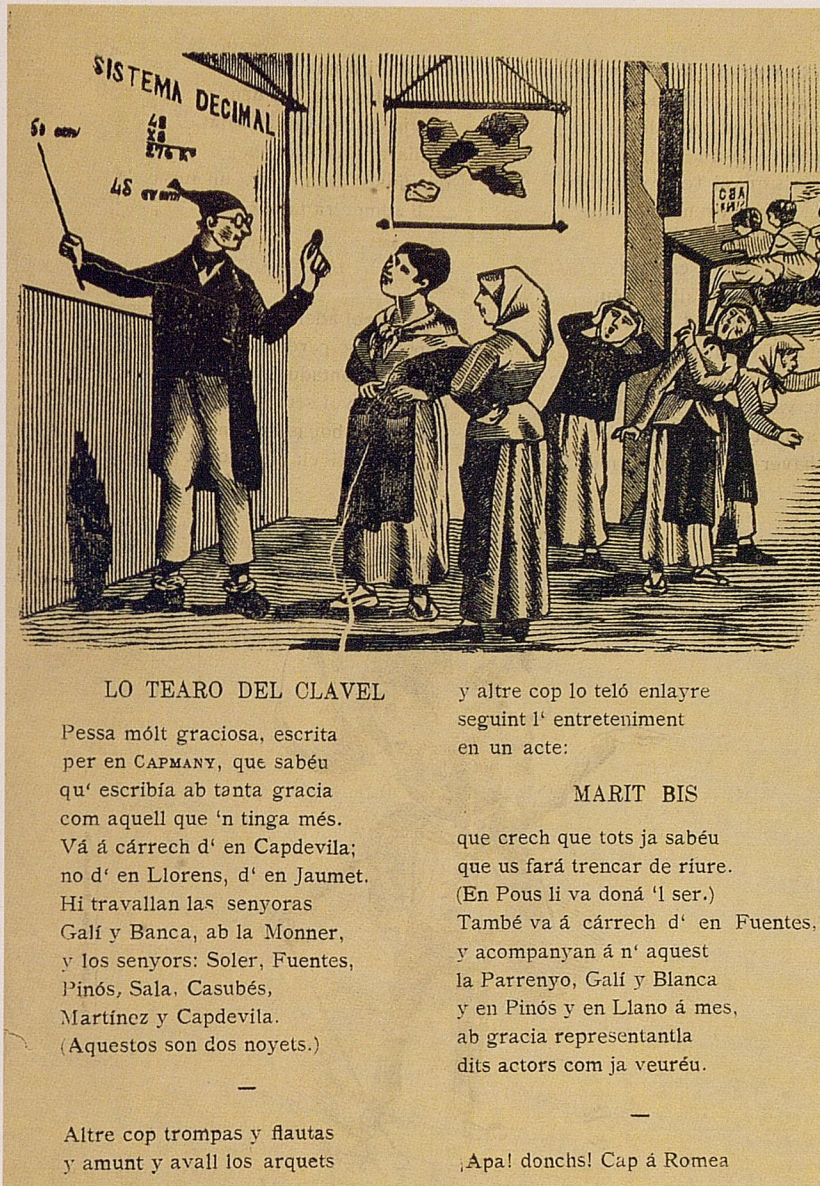 SISTEMA DECIMAL
48
X8
45
LO TEARO DEL CLAVEL
Pessa mólt graciosa, escrita
per en CAPMANY, que sabéu
qu‘ escribía ab tanta gracia
com aquell que ‘n tinga més.
Vá á cárrech d‘ en Capdevila;
no d‘ en Llorens, d‘ en Jaumet.
Hi travallan las senyoras
Galí y Banca, ab la Monner,
y los senyors: Soler, Fuentes,
Pinós, Sala, Casubés,
Martínez y Capdevila.
(Aquestos son dos noyets.)
—
Altre cop trompas y flautas
y amunt y avall los arquets
y altre cop lo teló enlayre
seguint l‘ entreteniment
en un acte:
MARIT BIS
que crech que tots ja sabéu
que us fará trencar de ríure.
(En Pous li va doná ‘l ser.)
També va á cárrech d‘ en Fuentes,
y acompanyan á n‘ aquest
la Parrenyo, Galí y Blanca
y en Pinós y en Llano á mes,
ab gracia representantla
dits actors com ja veuréu.
—
¡Apa! donchs! Cap á Romea